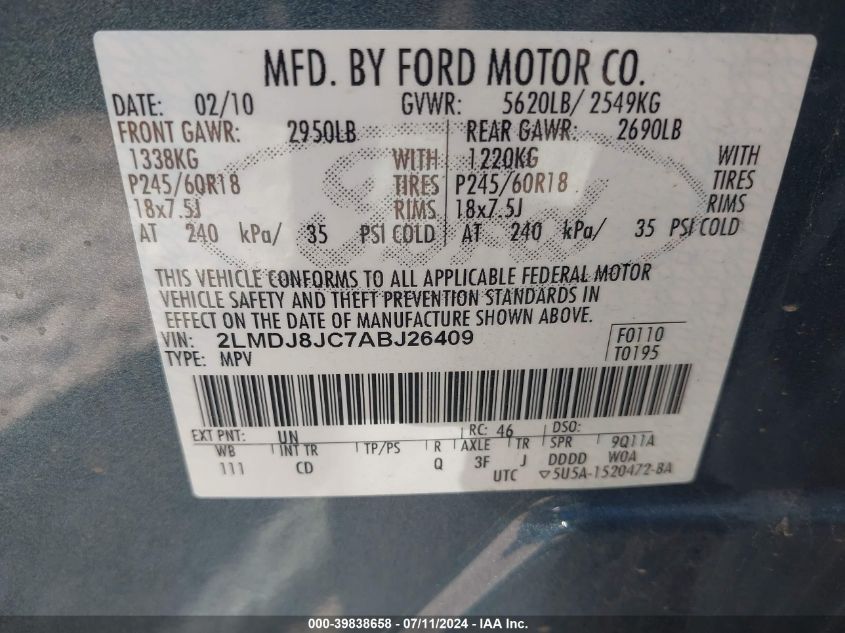 MFD. BY FORD MOTOR CO.
DATE: 02/10 GVWR: 5620LB/ 2549KG
FRONT GAWR: 2950LB REAR GAWR: 2690LB
1338KG WITH 1220KG WITH
P245/60R18 TIRES P245/60R18 TIRES
18x7.5J RIMS 18x7.5J RIMS
AT 240 kPa/ 35 PSI COLD AT 240 kPa/ 35 PSI COLD
THIS VEHICLE CONFORMS TO ALL APPLICABLE FEDERAL MOTOR
VEHICLE SAFETY AND THEFT PREVENTION STANDARDS IN
EFFECT ON THE DATE OF MANUFACTURE SHOWN ABOVE.
VIN: 2LMDJ8JC7ABJ26409 F0110
TYPE: MPV T0195
EXT PNT: UN RC: 46 DSO:
WB INT TR TP/PS R AXLE TR SPR 9Q11A
111 CD Q 3F J DDDD W0A
UTC ▽5U5A-1520472-BA
000-39838658 - 07/11/2024 - IAA Inc.